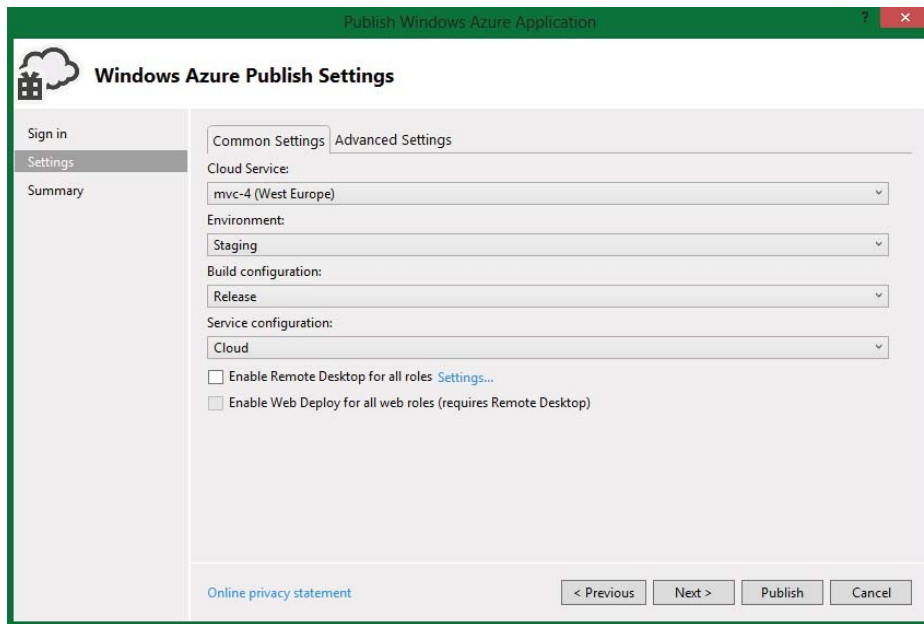 Publish Windows Azure Application
?
Windows Azure Publish Settings
Sign in
Settings
Summary
Common Settings
Advanced Settings
Cloud Service:
mvc-4 (West Europe)
Environment:
Staging
Build configuration:
Release
Service configuration:
Cloud
Enable Remote Desktop for all roles Settings...
Enable Web Deploy for all web roles (requires Remote Desktop)
Online privacy statement
< Previous
Next >
Publish
Cancel